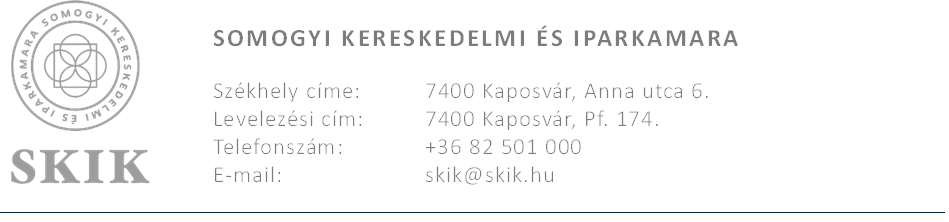 SOMOGYI KERESKEDELMI ÉS IPARKAMARA
SKIK
SOMOGYI KERESKEDELMI ÉS IPARKAMARA
Székhely címe: 7400 Kaposvár, Anna utca 6.
Levelezési cím: 7400 Kaposvár, Pf. 174.
Telefonszám: +36 82 501 000
E-mail: skik@skik.hu